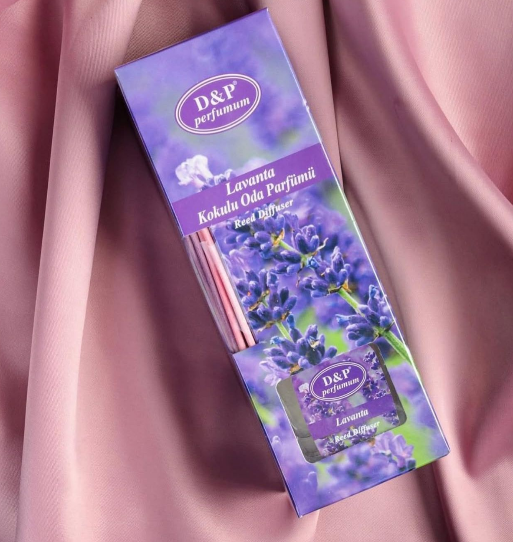 D&P®
perfumum
Lavanta
Kokulu Oda Parfümü
Reed Diffuser
D&P®
perfumum
Lavanta
Reed Diffuser